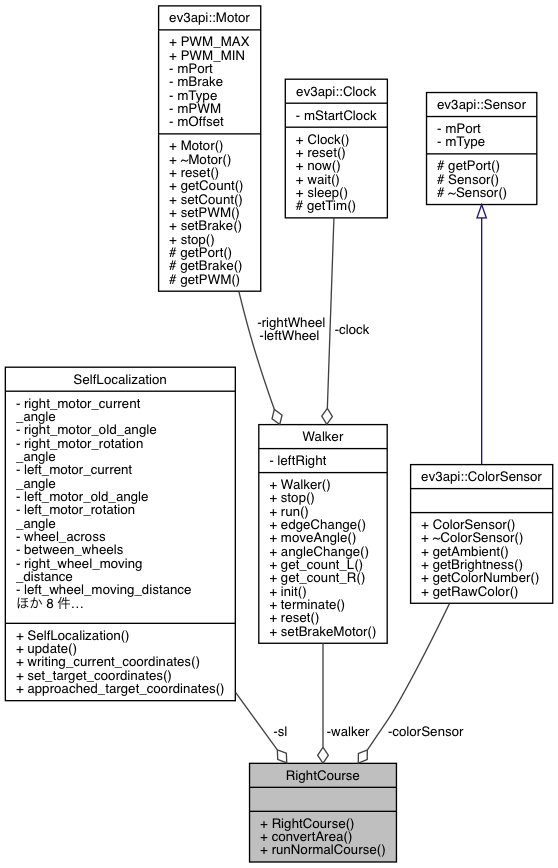 ev3api::Motor
+ PWM_MAX
+ PWM_MIN
- mPort
- mBrake
- mType
- mPWM
- mOffset
+ Motor()
+ ~Motor()
+ reset()
+ getCount()
+ setCount()
+ setPWM()
+ setBrake()
+ stop()
# getPort()
# getBrake()
# getPWM()
ev3api::Clock
- mStartClock
+ Clock()
+ reset()
+ now()
+ wait()
+ sleep()
# getTim()
ev3api::Sensor
- mPort
- mType
# getPort()
# Sensor()
# ~Sensor()
-rightWheel
-leftWheel
-clock
SelfLocalization
- right_motor_current
_angle
- right_motor_old_angle
- right_motor_rotation
_angle
- left_motor_current
_angle
- left_motor_old_angle
- left_motor_rotation
_angle
- wheel_across
- between_wheels
- right_wheel_moving
_distance
- left_wheel_moving_distance
ほか 8 件...
+ SelfLocalization()
+ update()
+ writing_current_coordinates()
+ set_target_coordinates()
+ approached_target_coordinates()
Walker
- leftRight
+ Walker()
+ stop()
+ run()
+ edgeChange()
+ moveAngle()
+ angleChange()
+ get_count_L()
+ get_count_R()
+ init()
+ terminate()
+ reset()
+ setBrakeMotor()
ev3api::ColorSensor
+ ColorSensor()
+ ~ColorSensor()
+ getAmbient()
+ getBrightness()
+ getColorNumber()
+ getRawColor()
-sl
-walker
-colorSensor
RightCourse
+ RightCourse()
+ convertArea()
+ runNormalCourse()